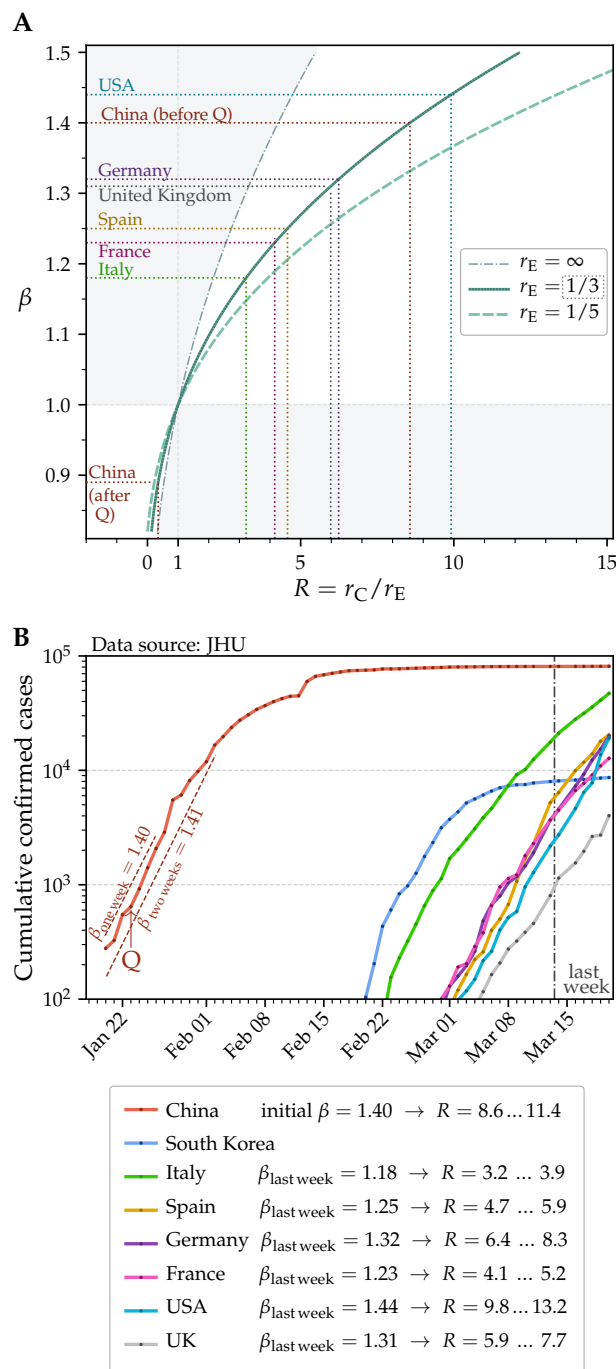 A
1.5
USA
1.4
China (before Q)
Germany
1.3
United Kingdom
Spain
France
1.2
Italy
β
r_E = ∞
r_E = 1/3
r_E = 1/5
1.1
1.0
0.9
China
(after
Q)
0 1 5 10 15
R = r_C/r_E
B
Data source: JHU
10^5
10^4
10^3
10^2
Cumulative confirmed cases
β_one week = 1.40
β_two weeks = 1.41
Q
last
week
Jan 22 Feb 01 Feb 08 Feb 15 Feb 22 Mar 01 Mar 08 Mar 15
China initial β = 1.40 → R = 8.6 ... 11.4
South Korea
Italy β_last week = 1.18 → R = 3.2 ... 3.9
Spain β_last week = 1.25 → R = 4.7 ... 5.9
Germany β_last week = 1.32 → R = 6.4 ... 8.3
France β_last week = 1.23 → R = 4.1 ... 5.2
USA β_last week = 1.44 → R = 9.8 ... 13.2
UK β_last week = 1.31 → R = 5.9 ... 7.7